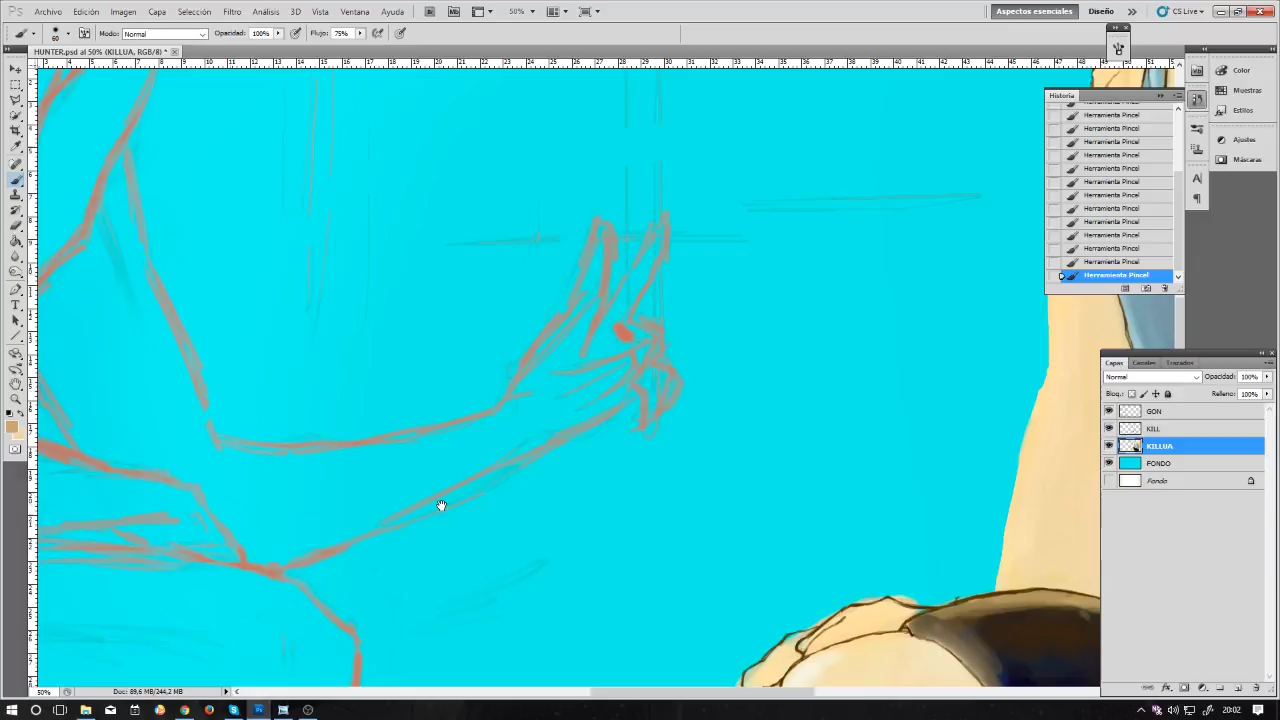 Ps Archivo Edición Imagen Capa Selección Filtro Análisis 3D Vista Ventana Ayuda Br Mb 50% Aspectos esenciales Diseño CS Live
60 Modo: Normal Opacidad: 100% Flujo: 75%
HUNTER.psd al 50% (KILLUA, RGB/8) *
Historia
Herramienta Pincel
Herramienta Pincel
Herramienta Pincel
Herramienta Pincel
Herramienta Pincel
Herramienta Pincel
Herramienta Pincel
Herramienta Pincel
Herramienta Pincel
Herramienta Pincel
Herramienta Pincel
Herramienta Pincel
Herramienta Pincel
Color
Muestras
Estilos
Ajustes
Máscaras
Capas Canales Trazados
Normal Opacidad: 100%
Bloq.: Relleno: 100%
GON
KILL
KILLUA
FONDO
Fondo
50% Doc: 89,6 MB/244,2 MB
20:02